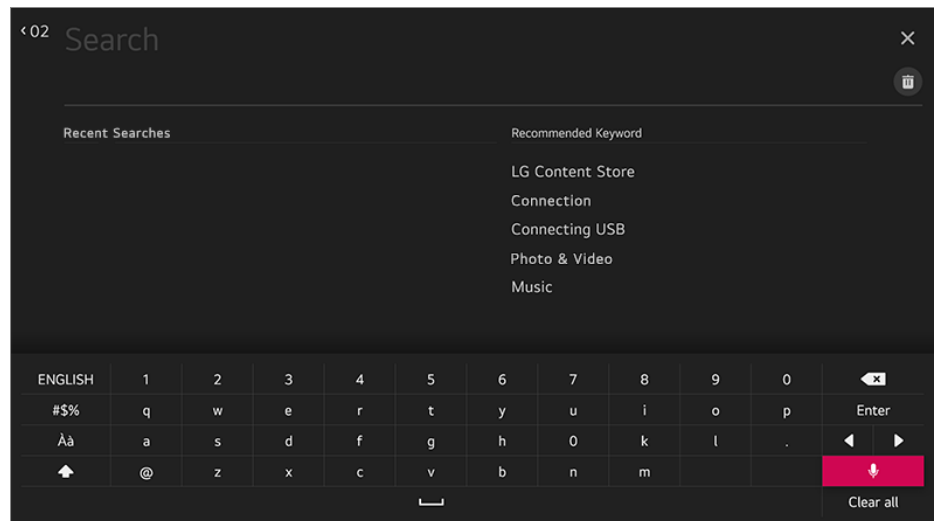 ‹ 02
Search
Recent Searches
Recommended Keyword
LG Content Store
Connection
Connecting USB
Photo & Video
Music
ENGLISH 1 2 3 4 5 6 7 8 9 0
#$% q w e r t y u i o p Enter
Àà a s d f g h 0 k l .
@ z x c v b n m
Clear all